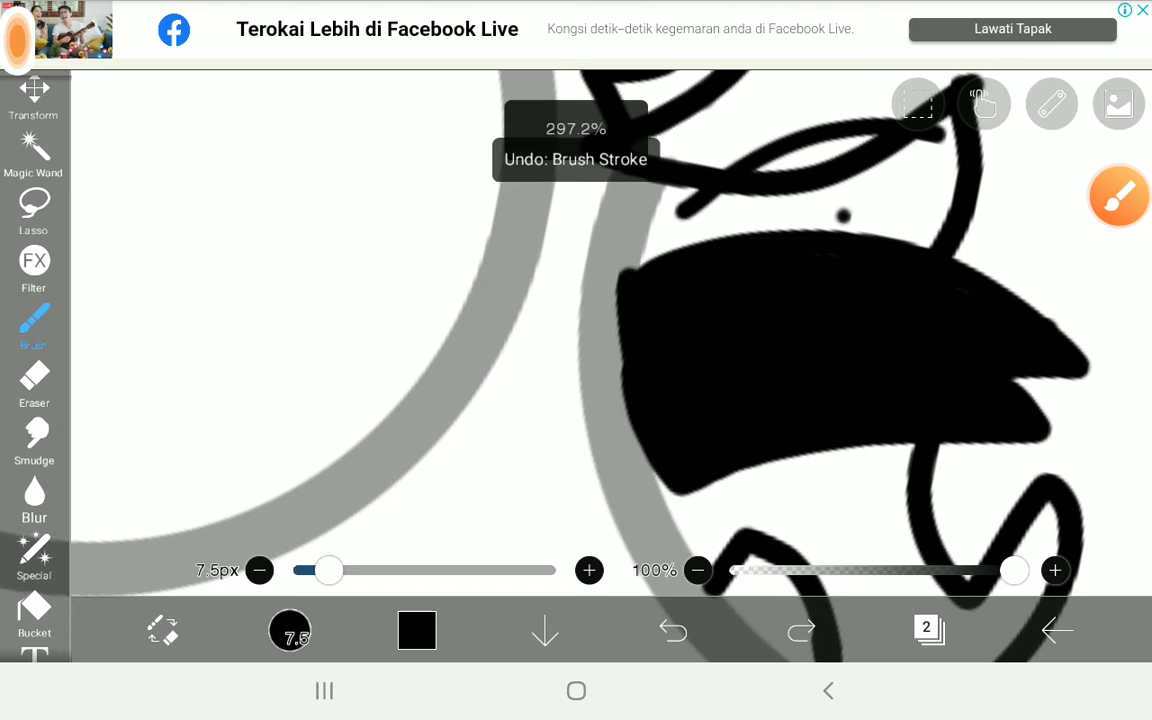 Terokai Lebih di Facebook Live
Kongsi detik-detik kegemaran anda di Facebook Live.
Lawati Tapak
Transform
Magic Wand
Lasso
FX
Filter
Brush
Eraser
Smudge
Blur
Special
Bucket
297.2%
Undo: Brush Stroke
7.5px
100%
7.5
2